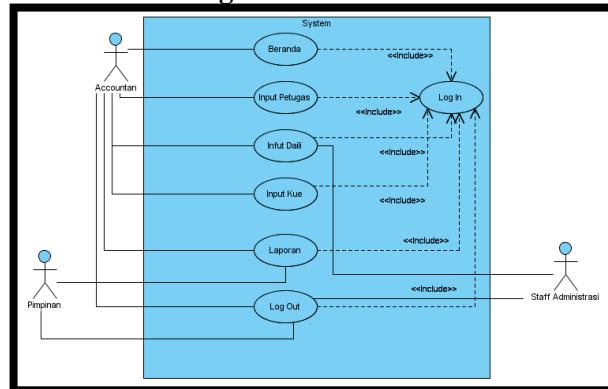 System
Beranda
<<Include>>
Accountan
Input Petugas
Log In
<<Include>>
Infut Daili
<<Include>>
Input Kue
<<Include>>
Laporan
<<Include>>
Pimpinan
<<Include>>
Log Out
Staff Administrasi